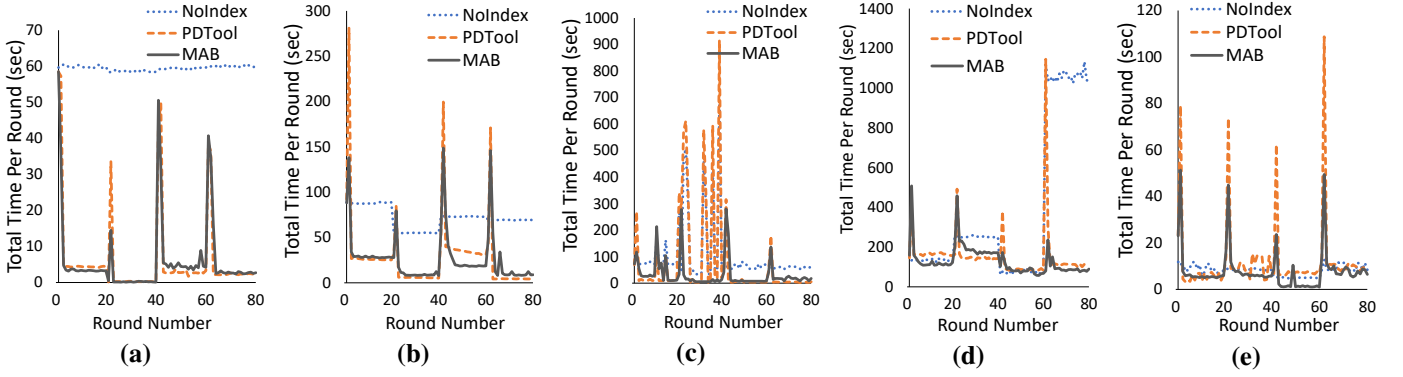 NoIndex
PDTool
MAB
Total Time Per Round (sec)
70
60
50
40
30
20
10
0
0 20 40 60 80
Round Number
(a)
NoIndex
PDTool
MAB
Total Time Per Round (sec)
300
250
200
150
100
50
0
0 20 40 60 80
Round Number
(b)
NoIndex
PDTool
MAB
Total Time Per Round (sec)
1000
900
800
700
600
500
400
300
200
100
0
0 20 40 60 80
Round Number
(c)
NoIndex
PDTool
MAB
Total Time Per Round (sec)
1400
1200
1000
800
600
400
200
0
0 20 40 60 80
Round Number
(d)
NoIndex
PDTool
MAB
Total Time Per Round (sec)
120
100
80
60
40
20
0
0 20 40 60 80
Round Number
(e)